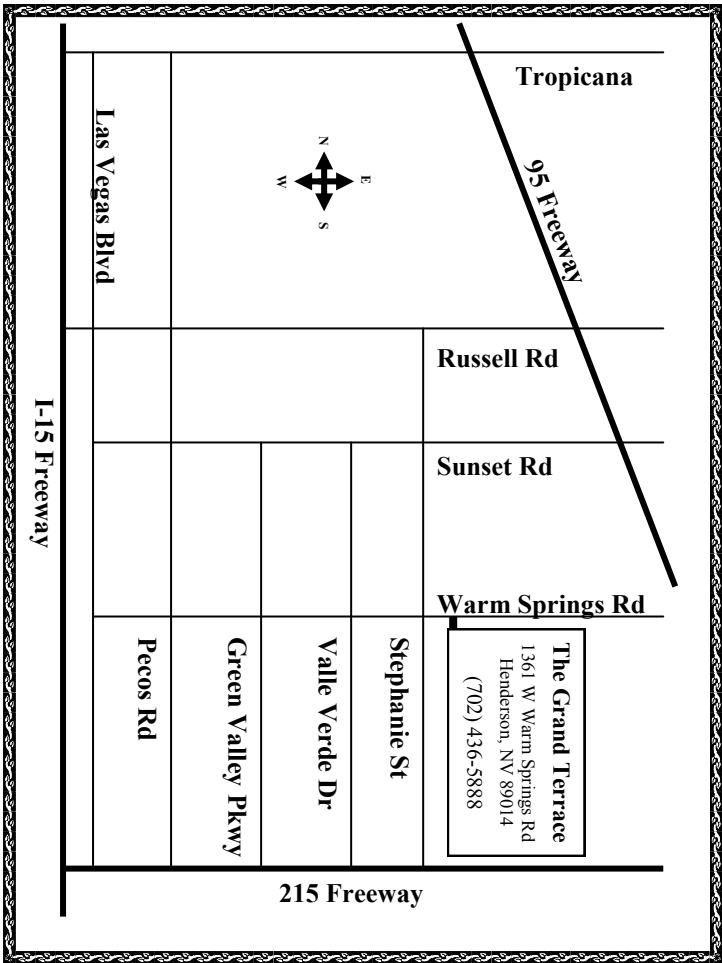 Tropicana
Las Vegas Blvd
N
W
E
S
95 Freeway
Russell Rd
I-15 Freeway
Sunset Rd
Warm Springs Rd
Pecos Rd
Green Valley Pkwy
Valle Verde Dr
Stephanie St
The Grand Terrace
1361 W Warm Springs Rd
Henderson, NV 89014
(702) 436-5888
215 Freeway